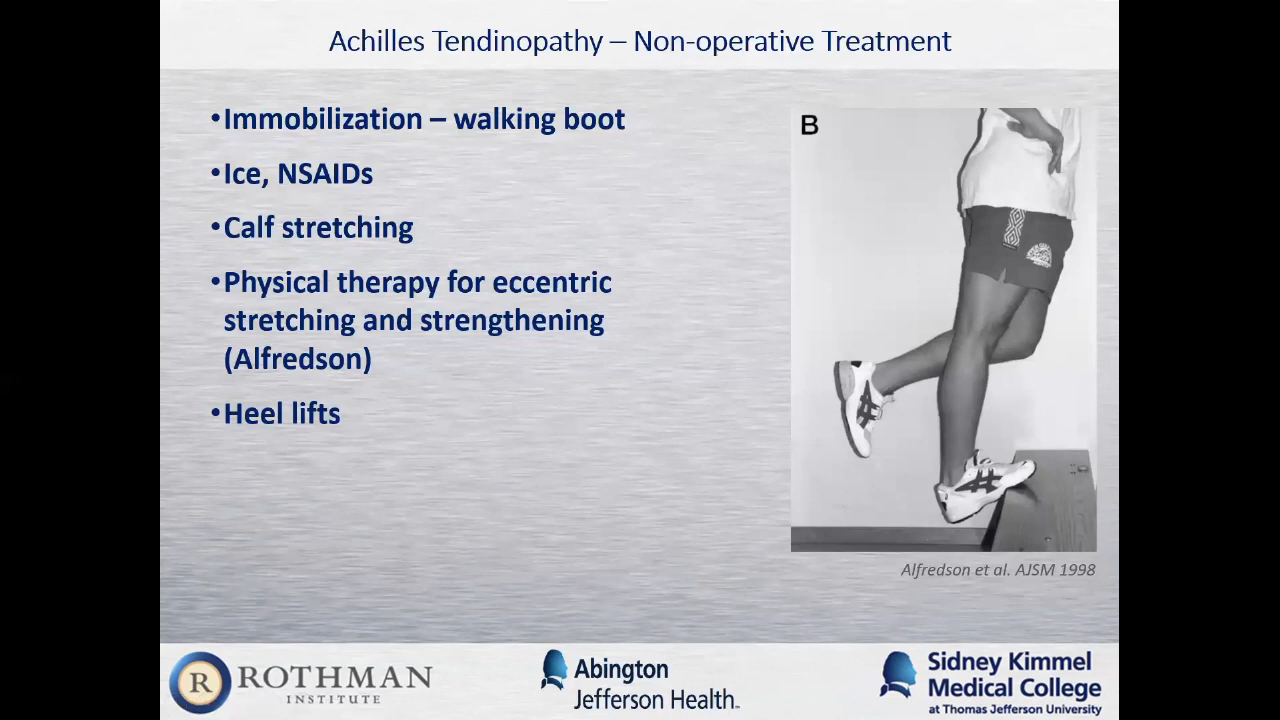 Achilles Tendinopathy – Non-operative Treatment
•Immobilization – walking boot
•Ice, NSAIDs
•Calf stretching
•Physical therapy for eccentric
stretching and strengthening
(Alfredson)
•Heel lifts
B
Alfredson et al. AJSM 1998
R ROTHMAN
INSTITUTE
Abington
Jefferson Health™
Sidney Kimmel
Medical College
at Thomas Jefferson University